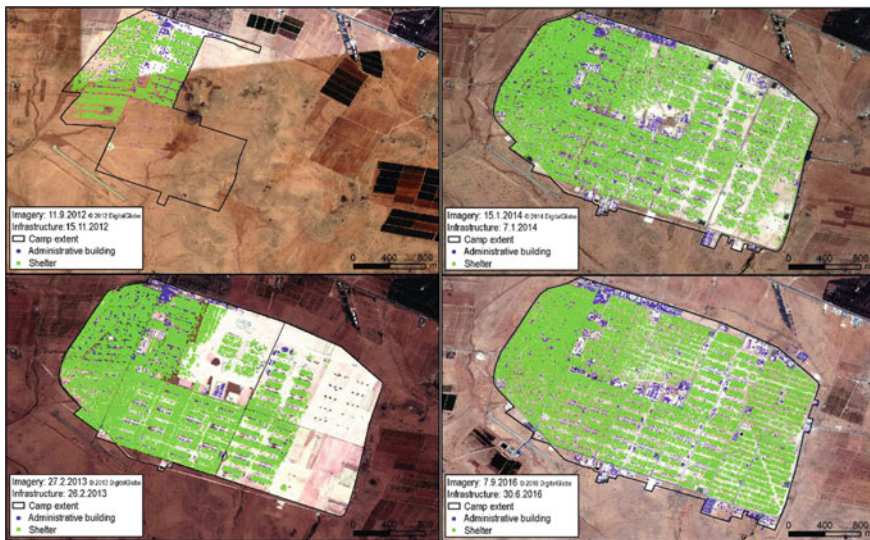 Imagery: 11.9.2012 © 2012 DigitalGlobe
Infrastructure:15.11.2012
Camp extent
Administrative building
Shelter
0 400 800
m
Imagery: 15.1.2014 © 2014 DigitalGlobe
Infrastructure: 7.1.2014
Camp extent
Administrative building
Shelter
0 400 800
m
Imagery: 27.2.2013 © 2013 DigitalGlobe
Infrastructure: 26.2.2013
Camp extent
Administrative building
Shelter
0 400 800
m
Imagery: 7.9.2016 © 2016 DigitalGlobe
Infrastructure: 30.6.2016
Camp extent
Administrative building
Shelter
0 400 800
m